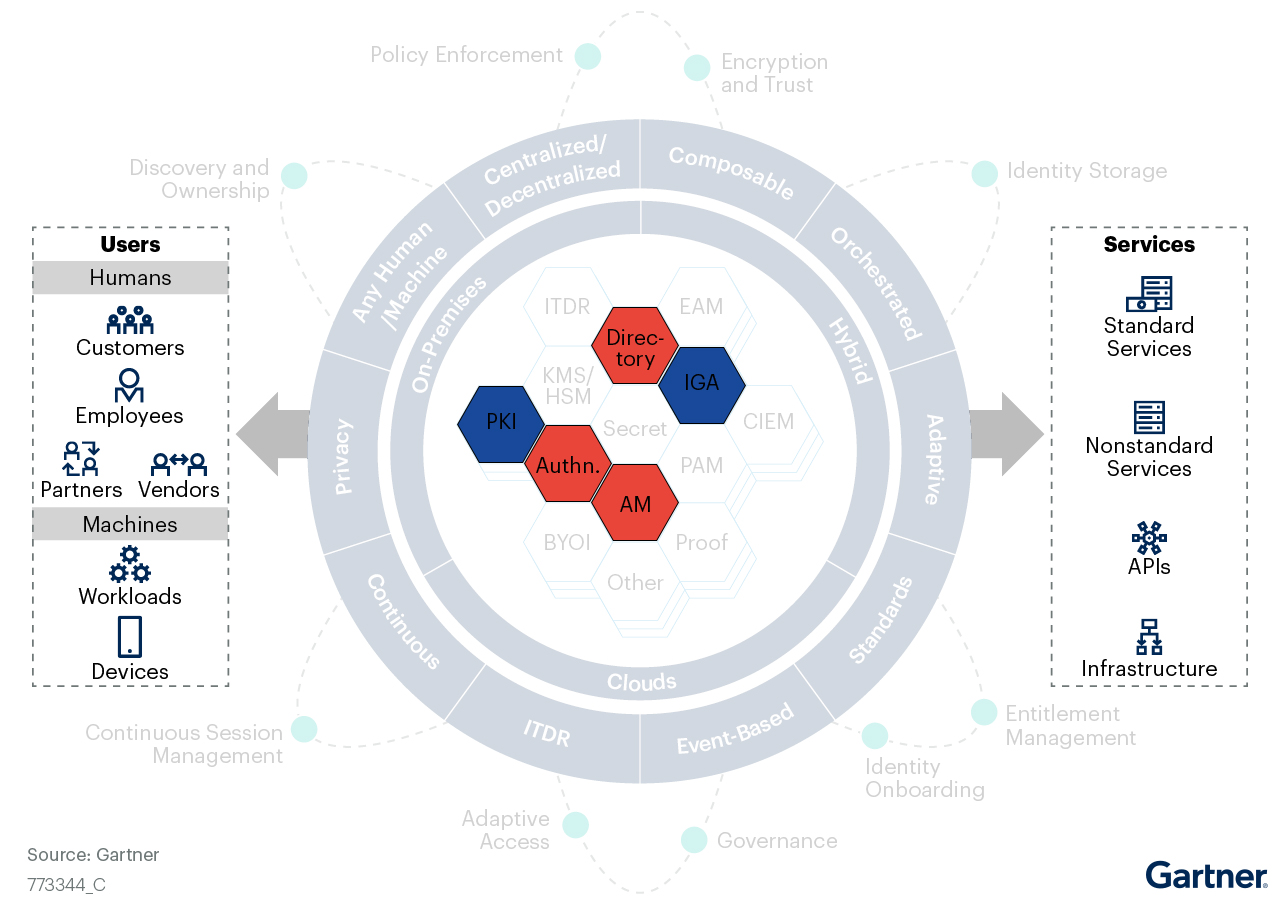 Policy Enforcement
Encryption
and Trust
Discovery and
Ownership
Identity Storage
Centralized/
Decentralized
Composable
Any Human
/Machine
Orchestrated
Privacy
Adaptive
Continuous
Standards
ITDR
Event-Based
On-Premises
Hybrid
Clouds
Users
Humans
Customers
Employees
Partners
Vendors
Machines
Workloads
Devices
ITDR
EAM
Direc-
tory
IGA
KMS/
HSM
PKI
Secret
CIEM
Authn.
PAM
AM
BYOI
Proof
Other
Services
Standard
Services
Nonstandard
Services
APIs
Infrastructure
Continuous Session
Management
Entitlement
Management
Identity
Onboarding
Adaptive
Access
Governance
Source: Gartner
773344_C
Gartner®